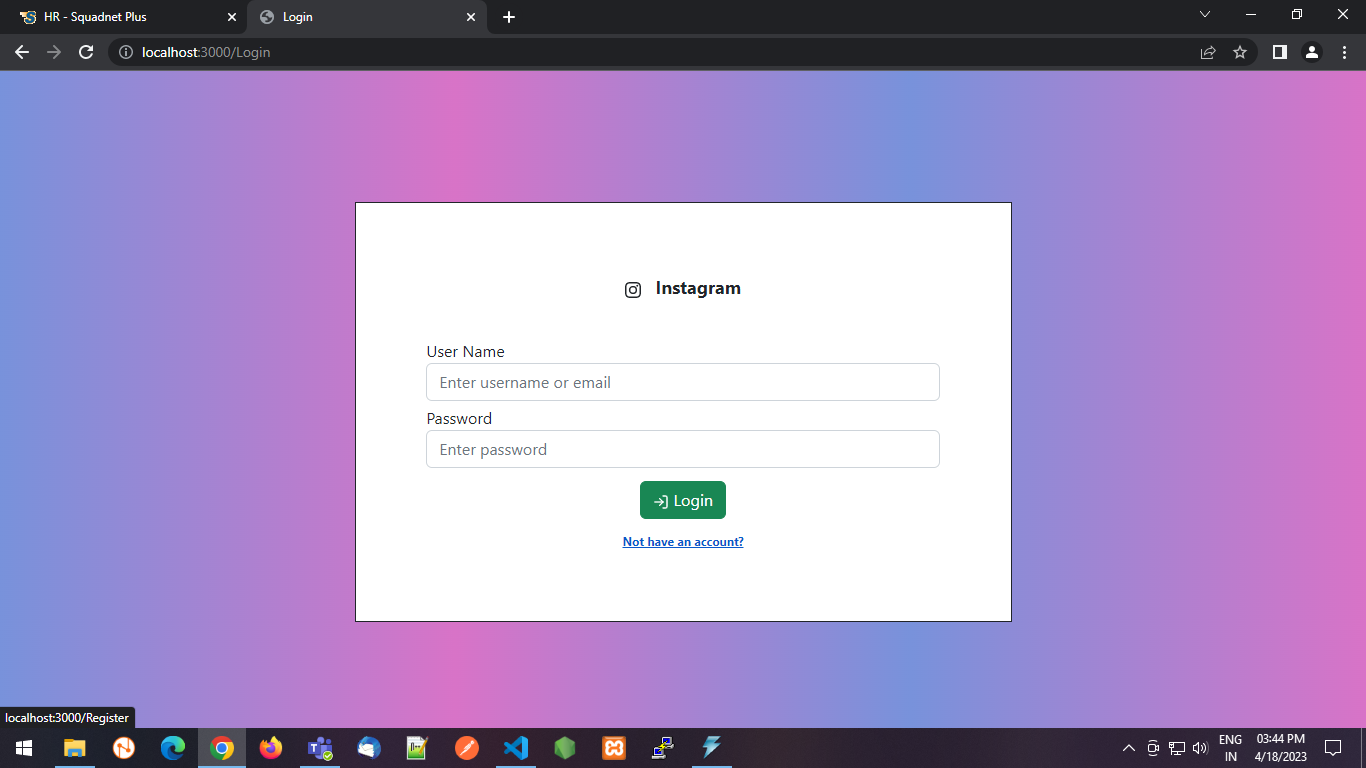 HR - Squadnet Plus
Login
localhost:3000/Login
Instagram
User Name
Enter username or email
Password
Enter password
Login
Not have an account?
localhost:3000/Register
ENG
IN
03:44 PM
4/18/2023